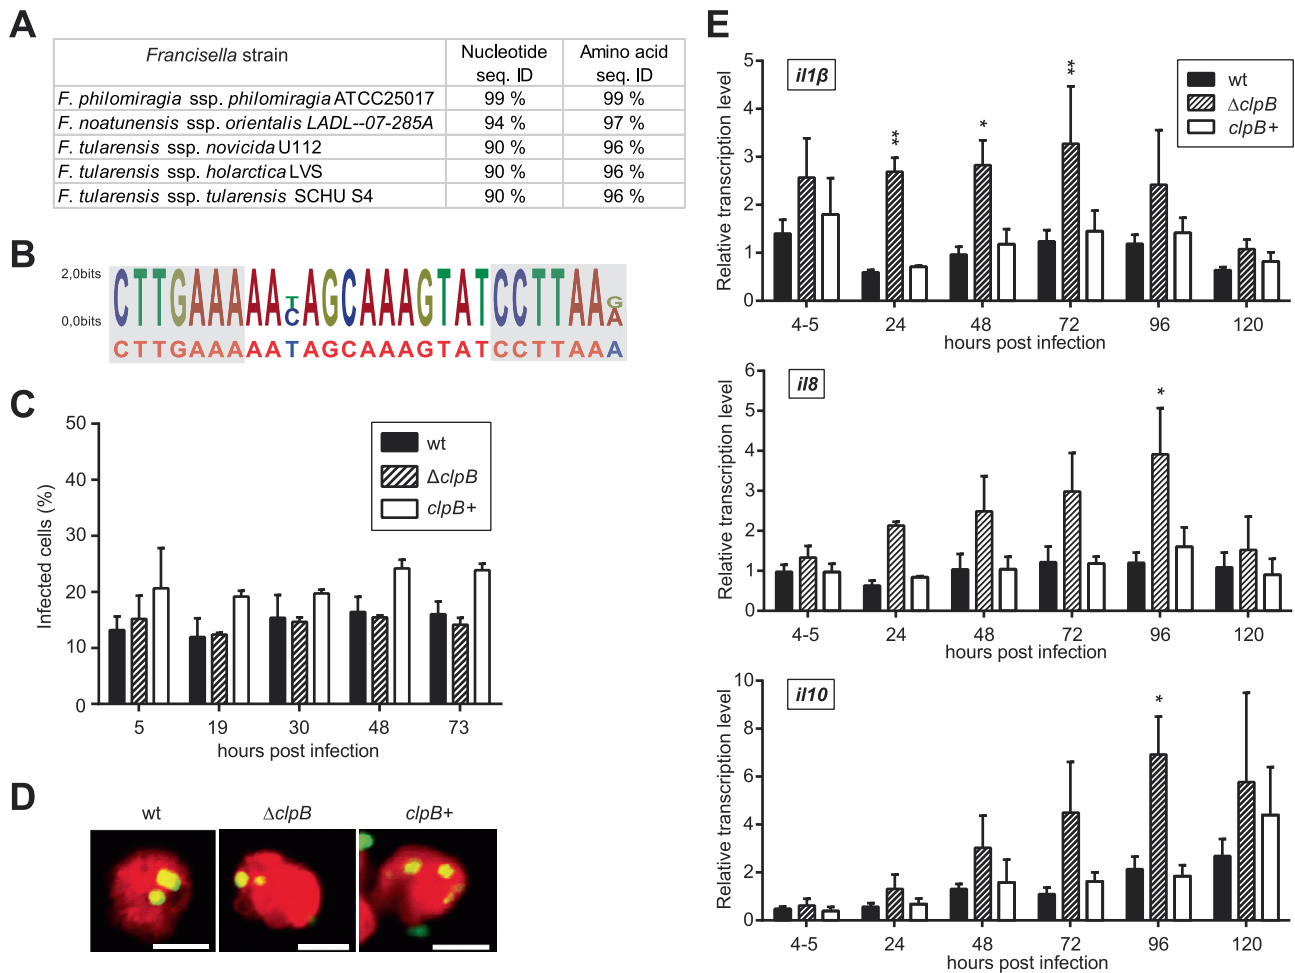 A
Francisella strain
Nucleotide seq. ID
Amino acid seq. ID
F. philomiragia ssp. philomiragia ATCC25017 99 % 99 %
F. noatunensis ssp. orientalis LADL--07-285A 94 % 97 %
F. tularensis ssp. novicida U112 90 % 96 %
F. tularensis ssp. holarctica LVS 90 % 96 %
F. tularensis ssp. tularensis SCHU S4 90 % 96 %
B
2,0bits
0,0bits
CTTGAAAAATAGCAAAGTATCCTTAAG
C A
CTTGAAAAATAGCAAAGTATCCTTAAA
C
Infected cells (%)
50
40
30
20
10
0
wt
ΔclpB
clpB+
5 19 30 48 73
hours post infection
D
wt ΔclpB clpB+
E
il1β
wt
ΔclpB
clpB+
Relative transcription level
5
4
3
2
1
0
** * **
4-5 24 48 72 96 120
hours post infection
il8
Relative transcription level
6
5
4
3
2
1
0
*
4-5 24 48 72 96 120
hours post infection
il10
Relative transcription level
10
8
6
4
2
0
*
4-5 24 48 72 96 120
hours post infection